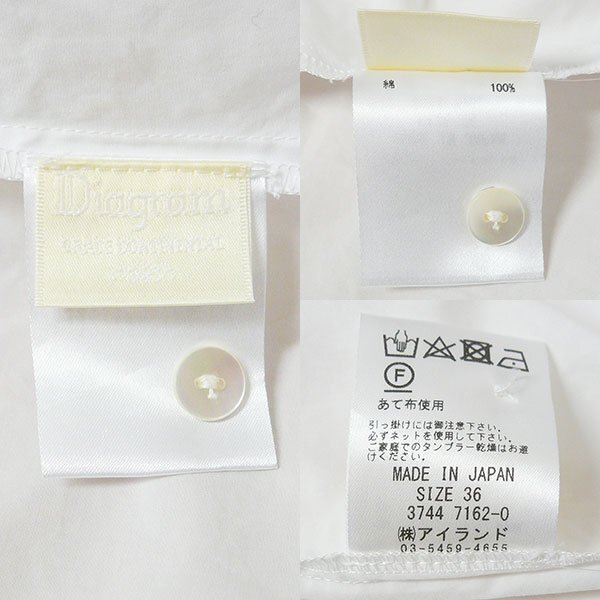 Diagram
GRACE CONTINENTAL
綿 100%
F
あて布使用
引っ掛けには御注意下さい。
必ずネットを使用して下さい。
ご家庭でのタンブラー乾燥はお避
けください。
MADE IN JAPAN
SIZE 36
3744 7162-0
㈱アイランド
03-5459-4655